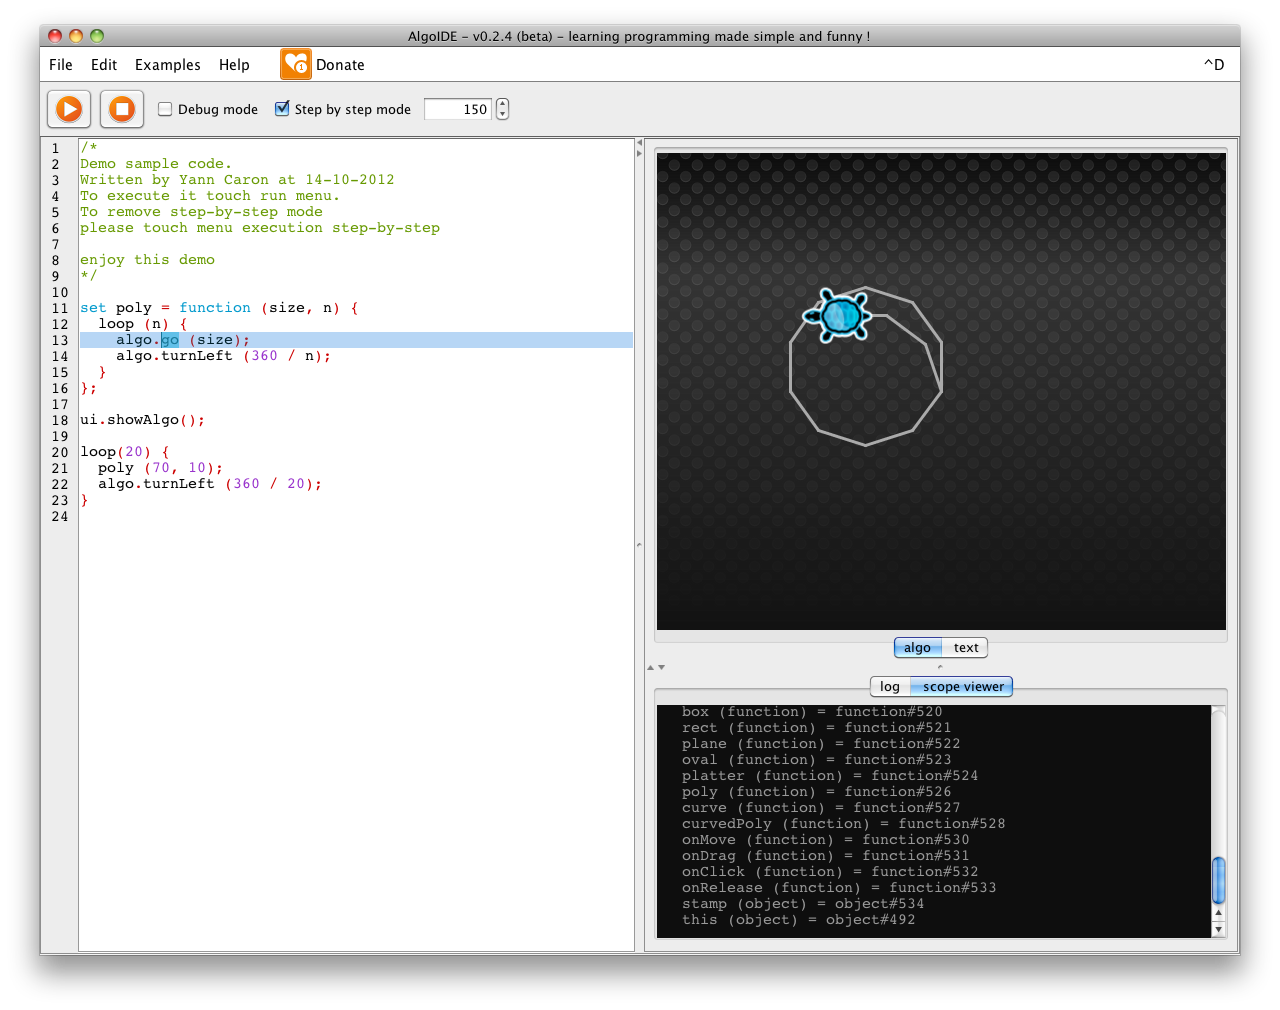 AlgoIDE - v0.2.4 (beta) - learning programming made simple and funny !
File Edit Examples Help Donate ^D
Debug mode Step by step mode 150
1 /*
2 Demo sample code.
3 Written by Yann Caron at 14-10-2012
4 To execute it touch run menu.
5 To remove step-by-step mode
6 please touch menu execution step-by-step
7
8 enjoy this demo
9 */
10
11 set poly = function (size, n) {
12 loop (n) {
13 algo.go (size);
14 algo.turnLeft (360 / n);
15 }
16 };
17
18 ui.showAlgo();
19
20 loop(20) {
21 poly (70, 10);
22 algo.turnLeft (360 / 20);
23 }
24
algo text
log scope viewer
box (function) = function#520
rect (function) = function#521
plane (function) = function#522
oval (function) = function#523
platter (function) = function#524
poly (function) = function#526
curve (function) = function#527
curvedPoly (function) = function#528
onMove (function) = function#530
onDrag (function) = function#531
onClick (function) = function#532
onRelease (function) = function#533
stamp (object) = object#534
this (object) = object#492